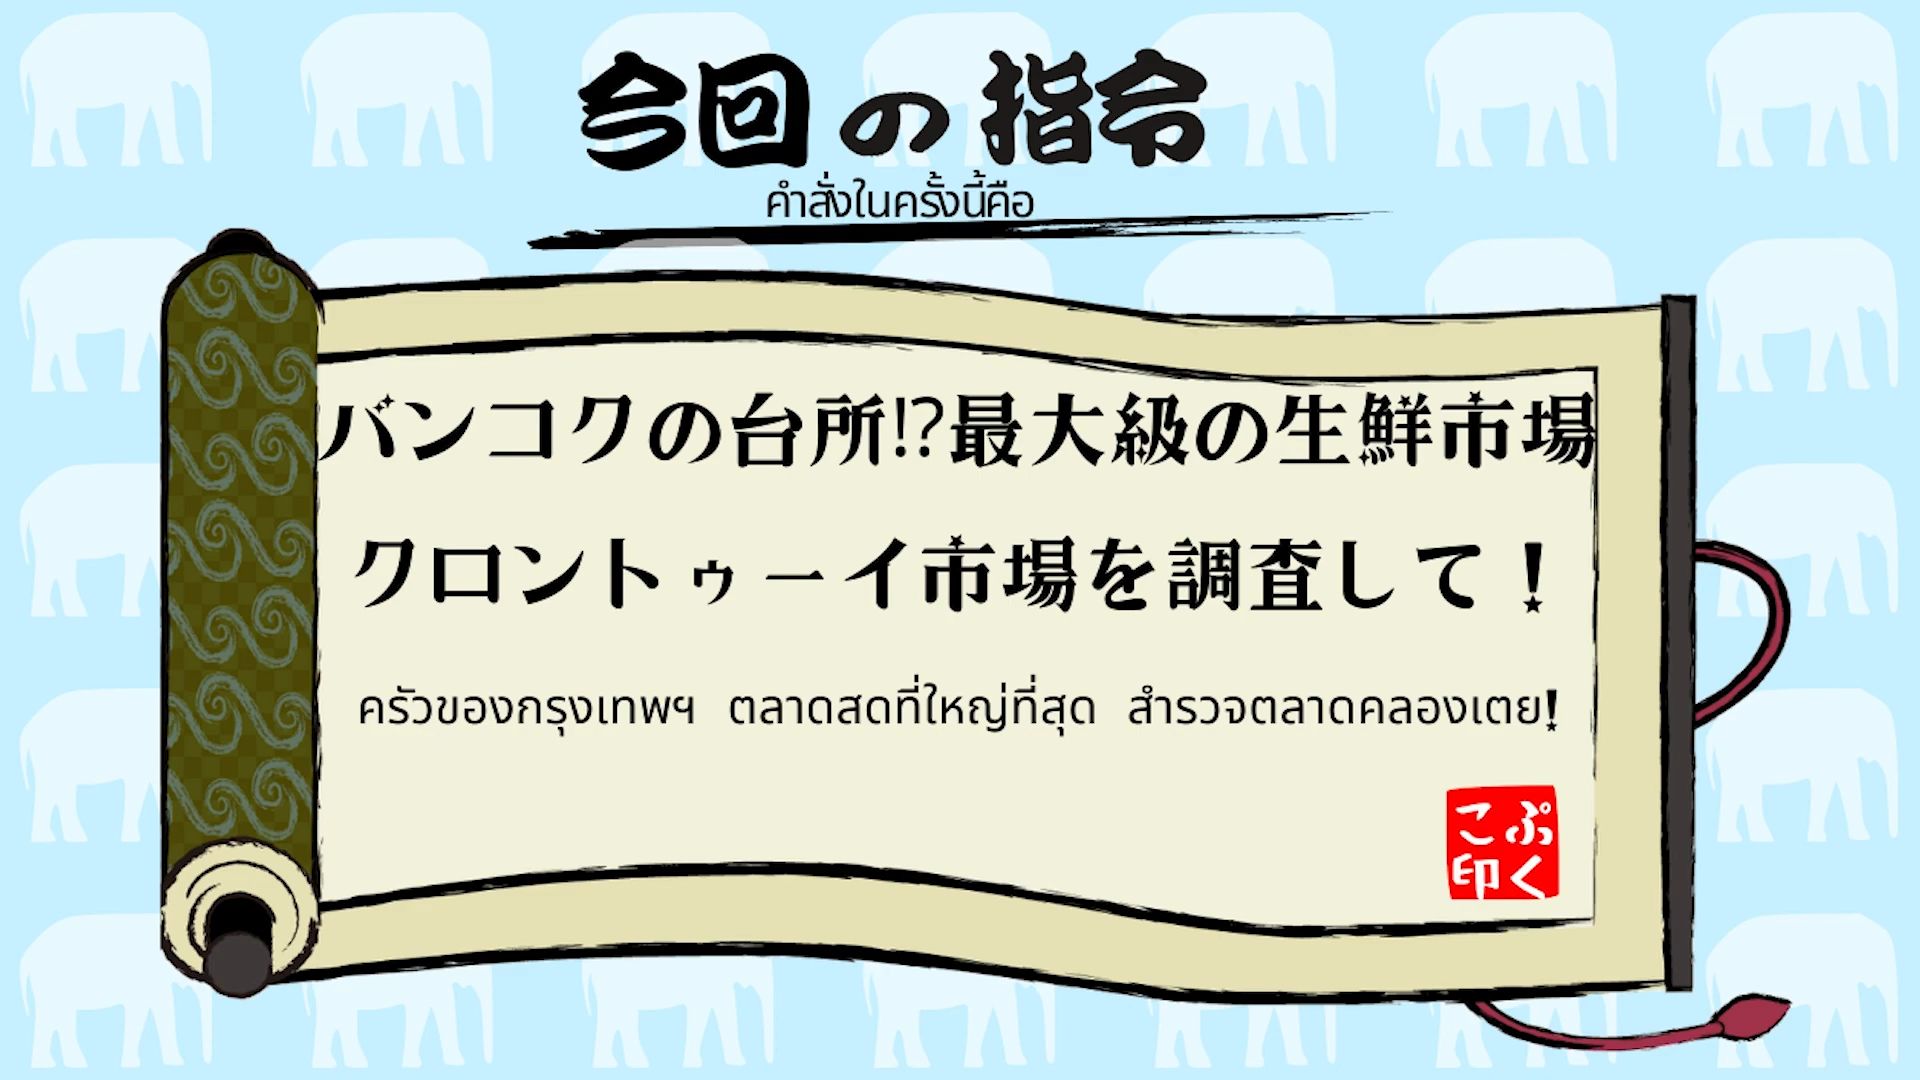 今回の指令
คำสั่งในครั้งนี้คือ
バンコクの台所!?最大級の生鮮市場
クロントゥーイ市場を調査して!
ครัวของกรุงเทพฯ ตลาดสดที่ใหญ่ที่สุด สำรวจตลาดคลองเตย!
こぷ
印く